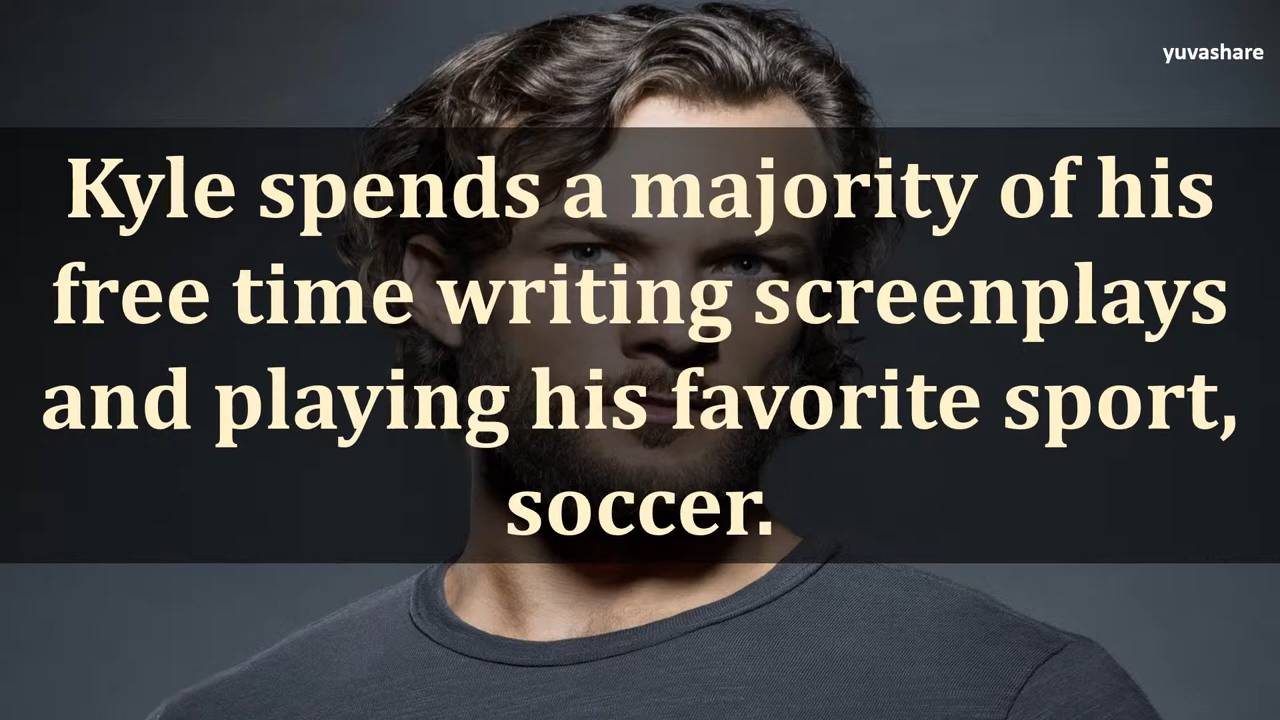 yuvashare
Kyle spends a majority of his
free time writing screenplays
and playing his favorite sport,
soccer.